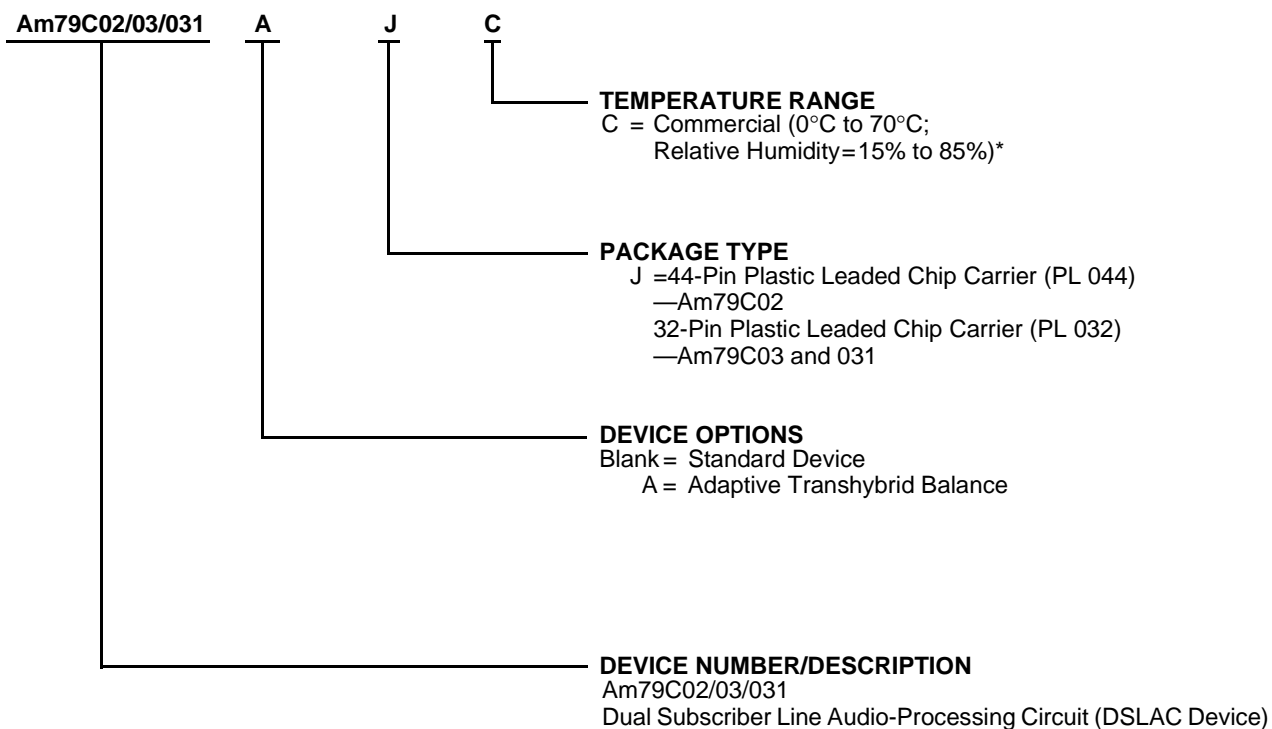 Am79C02/03/031 A J C
TEMPERATURE RANGE
C = Commercial (0°C to 70°C;
Relative Humidity=15% to 85%)*
PACKAGE TYPE
J =44-Pin Plastic Leaded Chip Carrier (PL 044)
—Am79C02
32-Pin Plastic Leaded Chip Carrier (PL 032)
—Am79C03 and 031
DEVICE OPTIONS
Blank= Standard Device
A = Adaptive Transhybrid Balance
DEVICE NUMBER/DESCRIPTION
Am79C02/03/031
Dual Subscriber Line Audio-Processing Circuit (DSLAC Device)